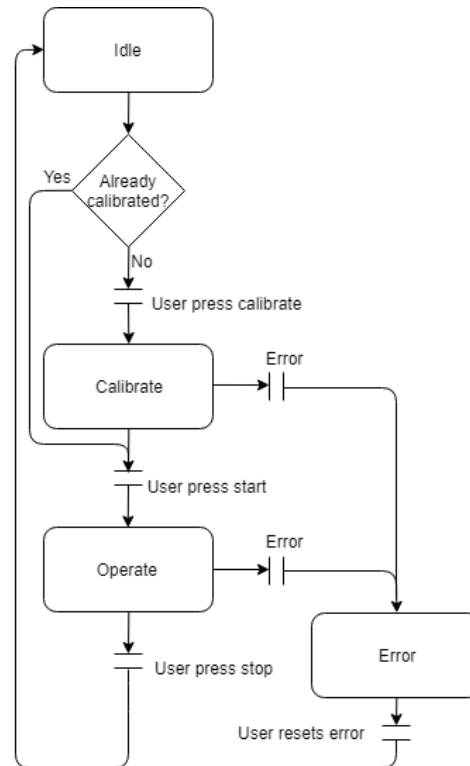 Idle
Yes
Already
calibrated?
No
User press calibrate
Error
Calibrate
User press start
Error
Operate
Error
User press stop
User resets error